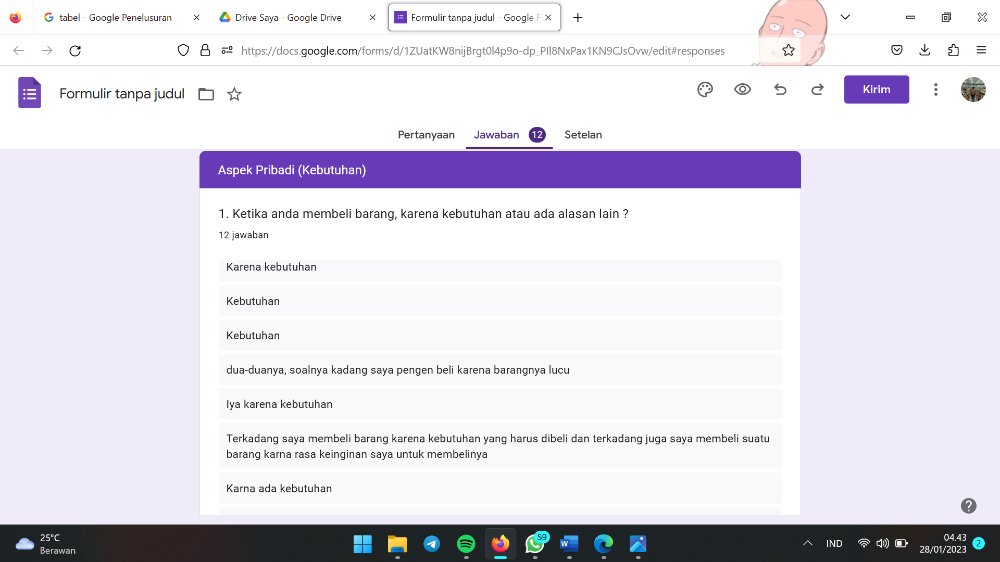 tabel - Google Penelusuran
Drive Saya - Google Drive
Formulir tanpa judul - Google Fo
https://docs.google.com/forms/d/1ZUatKW8nijBrgt0l4p9o-dp_PIl8NxPax1KN9CJsOvw/edit#responses
Formulir tanpa judul
Kirim
Pertanyaan
Jawaban 12
Setelan
Aspek Pribadi (Kebutuhan)
1. Ketika anda membeli barang, karena kebutuhan atau ada alasan lain ?
12 jawaban
Karena kebutuhan
Kebutuhan
Kebutuhan
dua-duanya, soalnya kadang saya pengen beli karena barangnya lucu
Iya karena kebutuhan
Terkadang saya membeli barang karena kebutuhan yang harus dibeli dan terkadang juga saya membeli suatu
barang karna rasa keinginan saya untuk membelinya
Karna ada kebutuhan
25°C
Berawan
59
IND
04.43
28/01/2023
2